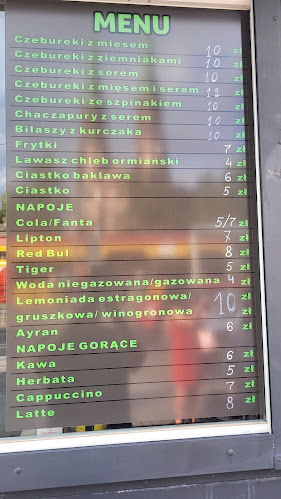 MENU
Czebureki z mięsem 10 zł
Czebureki z ziemniakami 10 zł
Czebureki z serem 10 zł
Czebureki z mięsem i serem 12 zł
Czebureki ze szpinakiem 10 zł
Chaczapury z serem 10 zł
Bilaszy z kurczaka 10 zł
Frytki 7 zł
Lawasz chleb ormiański 4 zł
Ciastko baklawa 6 zł
Ciastko 5 zł
NAPOJE
Cola/Fanta 5/7 zł
Lipton 7 zł
Red Bul 8 zł
Tiger 5 zł
Woda niegazowana/gazowana 4 zł
Lemoniada estragonowa/
gruszkowa/ winogronowa 10 zł
Ayran 6 zł
NAPOJE GORĄCE
Kawa 6 zł
Herbata 5 zł
Cappuccino 7 zł
Latte 8 zł